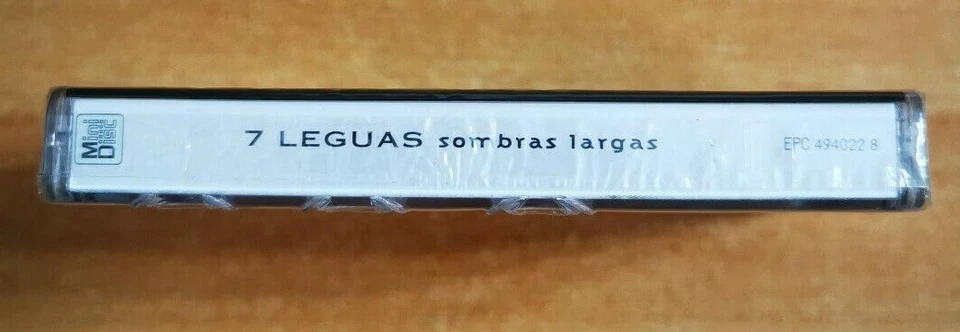 Mini Disc
7 LEGUAS sombras largas
EPC 494022 8